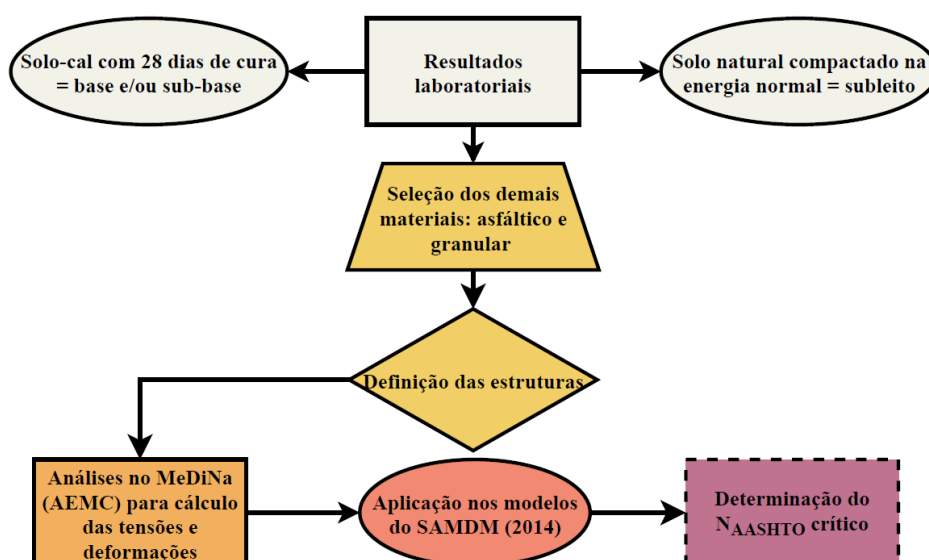 Solo-cal com 28 dias de cura
= base e/ou sub-base
Resultados
laboratoriais
Solo natural compactado na
energia normal = subleito
Seleção dos demais
materiais: asfáltico e
granular
Definição das estruturas
Análises no MeDiNa
(AEMC) para cálculo
das tensões e
deformações
Aplicação nos modelos
do SAMDM (2014)
Determinação do
NAASHTO crítico